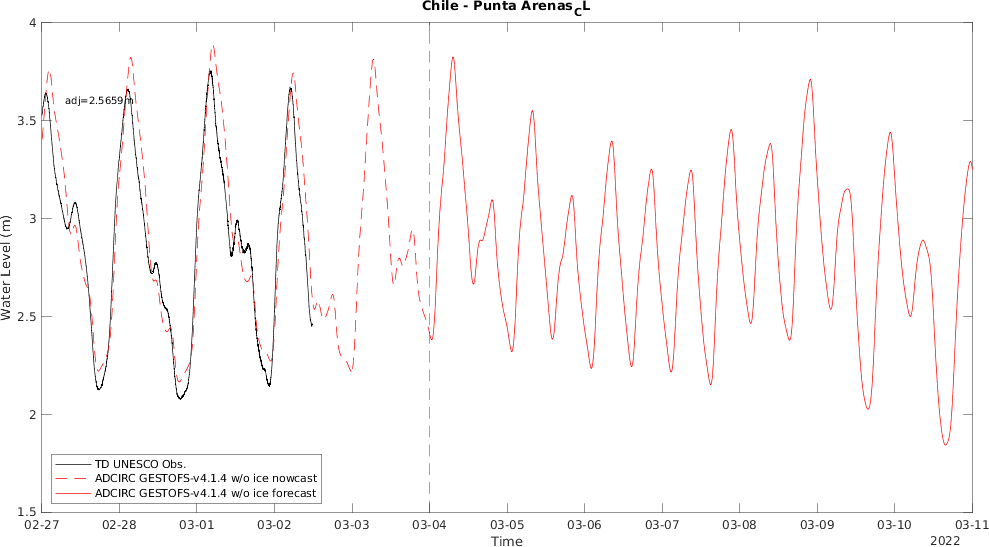 Chile - Punta Arenas_CL
4
3.5
3
2.5
2
1.5
Water Level (m)
adj=2.5659 m
TD UNESCO Obs.
ADCIRC GESTOFS-v4.1.4 w/o ice nowcast
ADCIRC GESTOFS-v4.1.4 w/o ice forecast
02-27 02-28 03-01 03-02 03-03 03-04 03-05 03-06 03-07 03-08 03-09 03-10 03-11
Time
2022